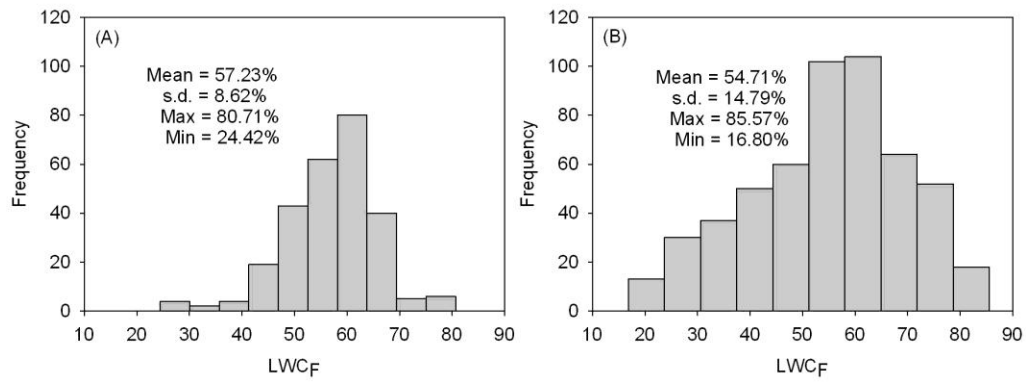 120
100
80
60
40
20
0
Frequency
(A)
Mean = 57.23%
s.d. = 8.62%
Max = 80.71%
Min = 24.42%
10 20 30 40 50 60 70 80 90
LWCF
120
100
80
60
40
20
0
Frequency
(B)
Mean = 54.71%
s.d. = 14.79%
Max = 85.57%
Min = 16.80%
10 20 30 40 50 60 70 80 90
LWCF